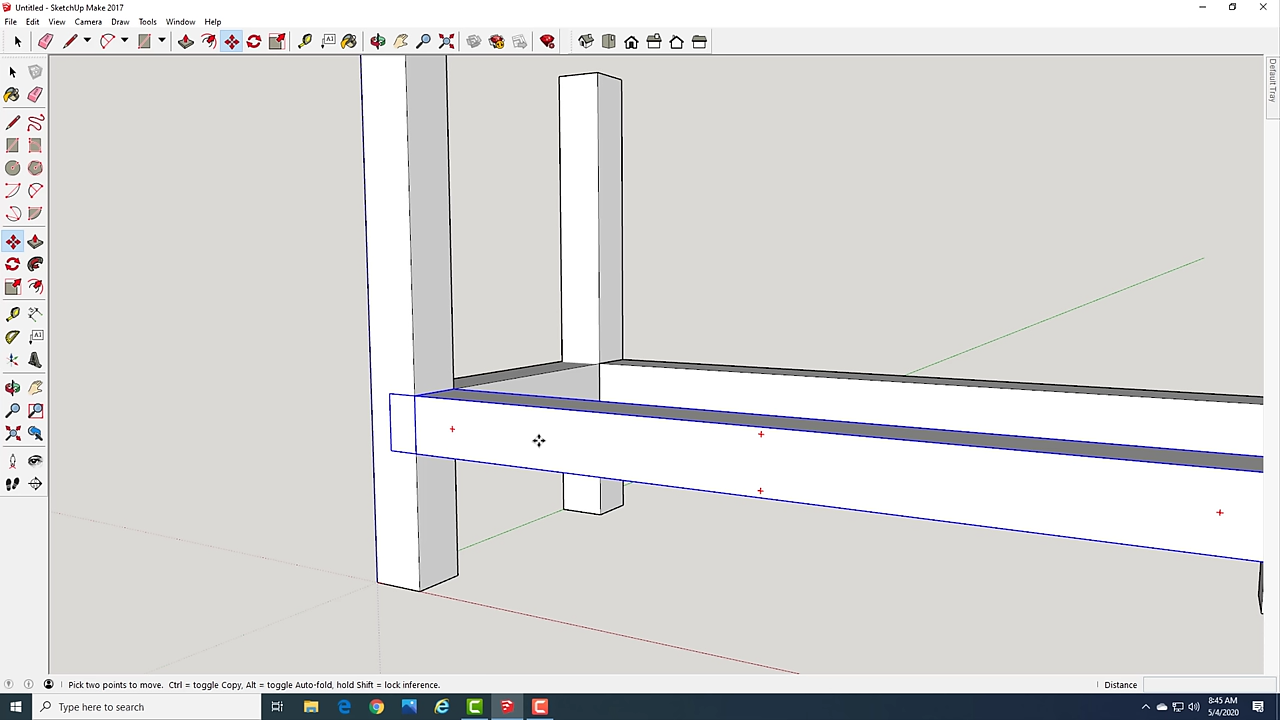 Untitled - SketchUp Make 2017
File Edit View Camera Draw Tools Window Help
A1
Default Tray
A1
Pick two points to move. Ctrl = toggle Copy, Alt = toggle Auto-fold, hold Shift = lock inference.
Distance
Type here to search
8:45 AM
5/4/2020